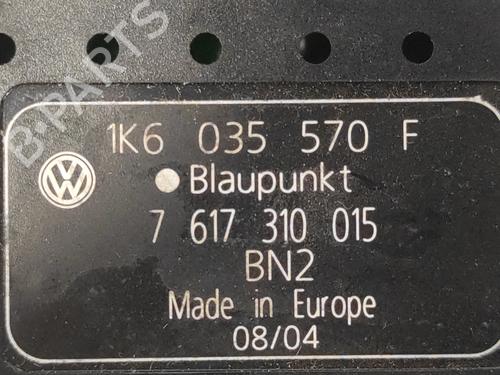 B-PARTS
1K6 035 570 F
Blaupunkt
7 617 310 015
BN2
Made in Europe
08/04